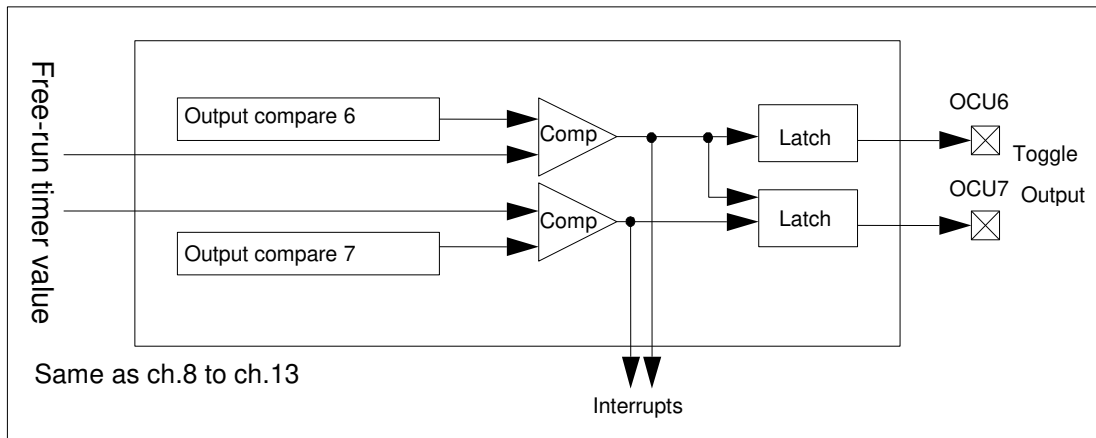 Free-run timer value
Output compare 6
Comp
Latch
OCU6
Toggle
Output compare 7
Comp
Latch
OCU7
Output
Same as ch.8 to ch.13
Interrupts